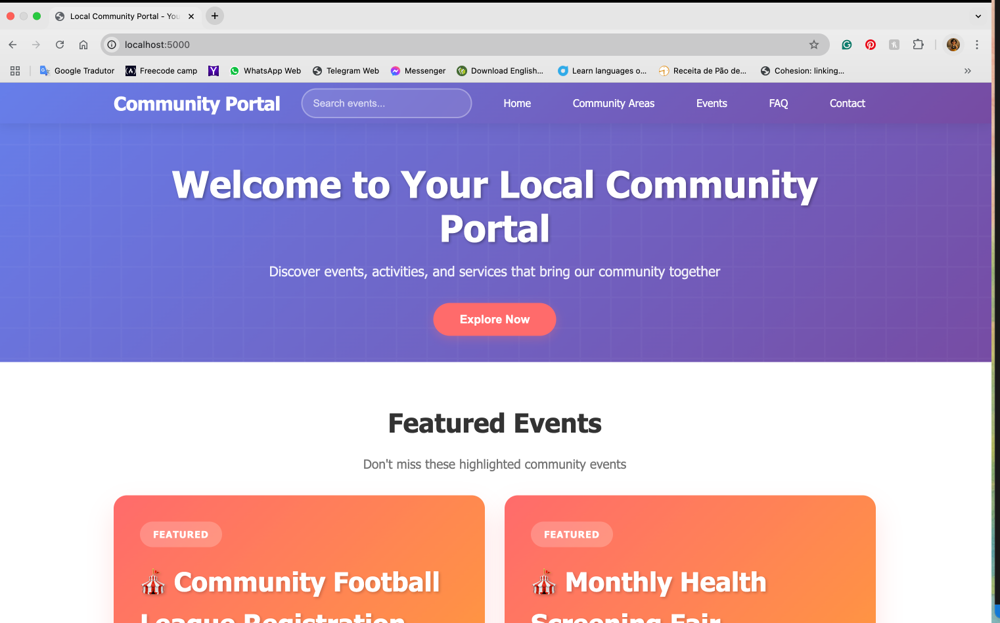 Local Community Portal - You
localhost:5000
Google Tradutor
Freecode camp
WhatsApp Web
Telegram Web
Messenger
Download English...
Learn languages o...
Receita de Pão de...
Cohesion: linking...
Community Portal
Search events...
Home
Community Areas
Events
FAQ
Contact
Welcome to Your Local Community
Portal
Discover events, activities, and services that bring our community together
Explore Now
Featured Events
Don't miss these highlighted community events
FEATURED
🎪 Community Football
League Registration
FEATURED
🎪 Monthly Health
Screening Fair